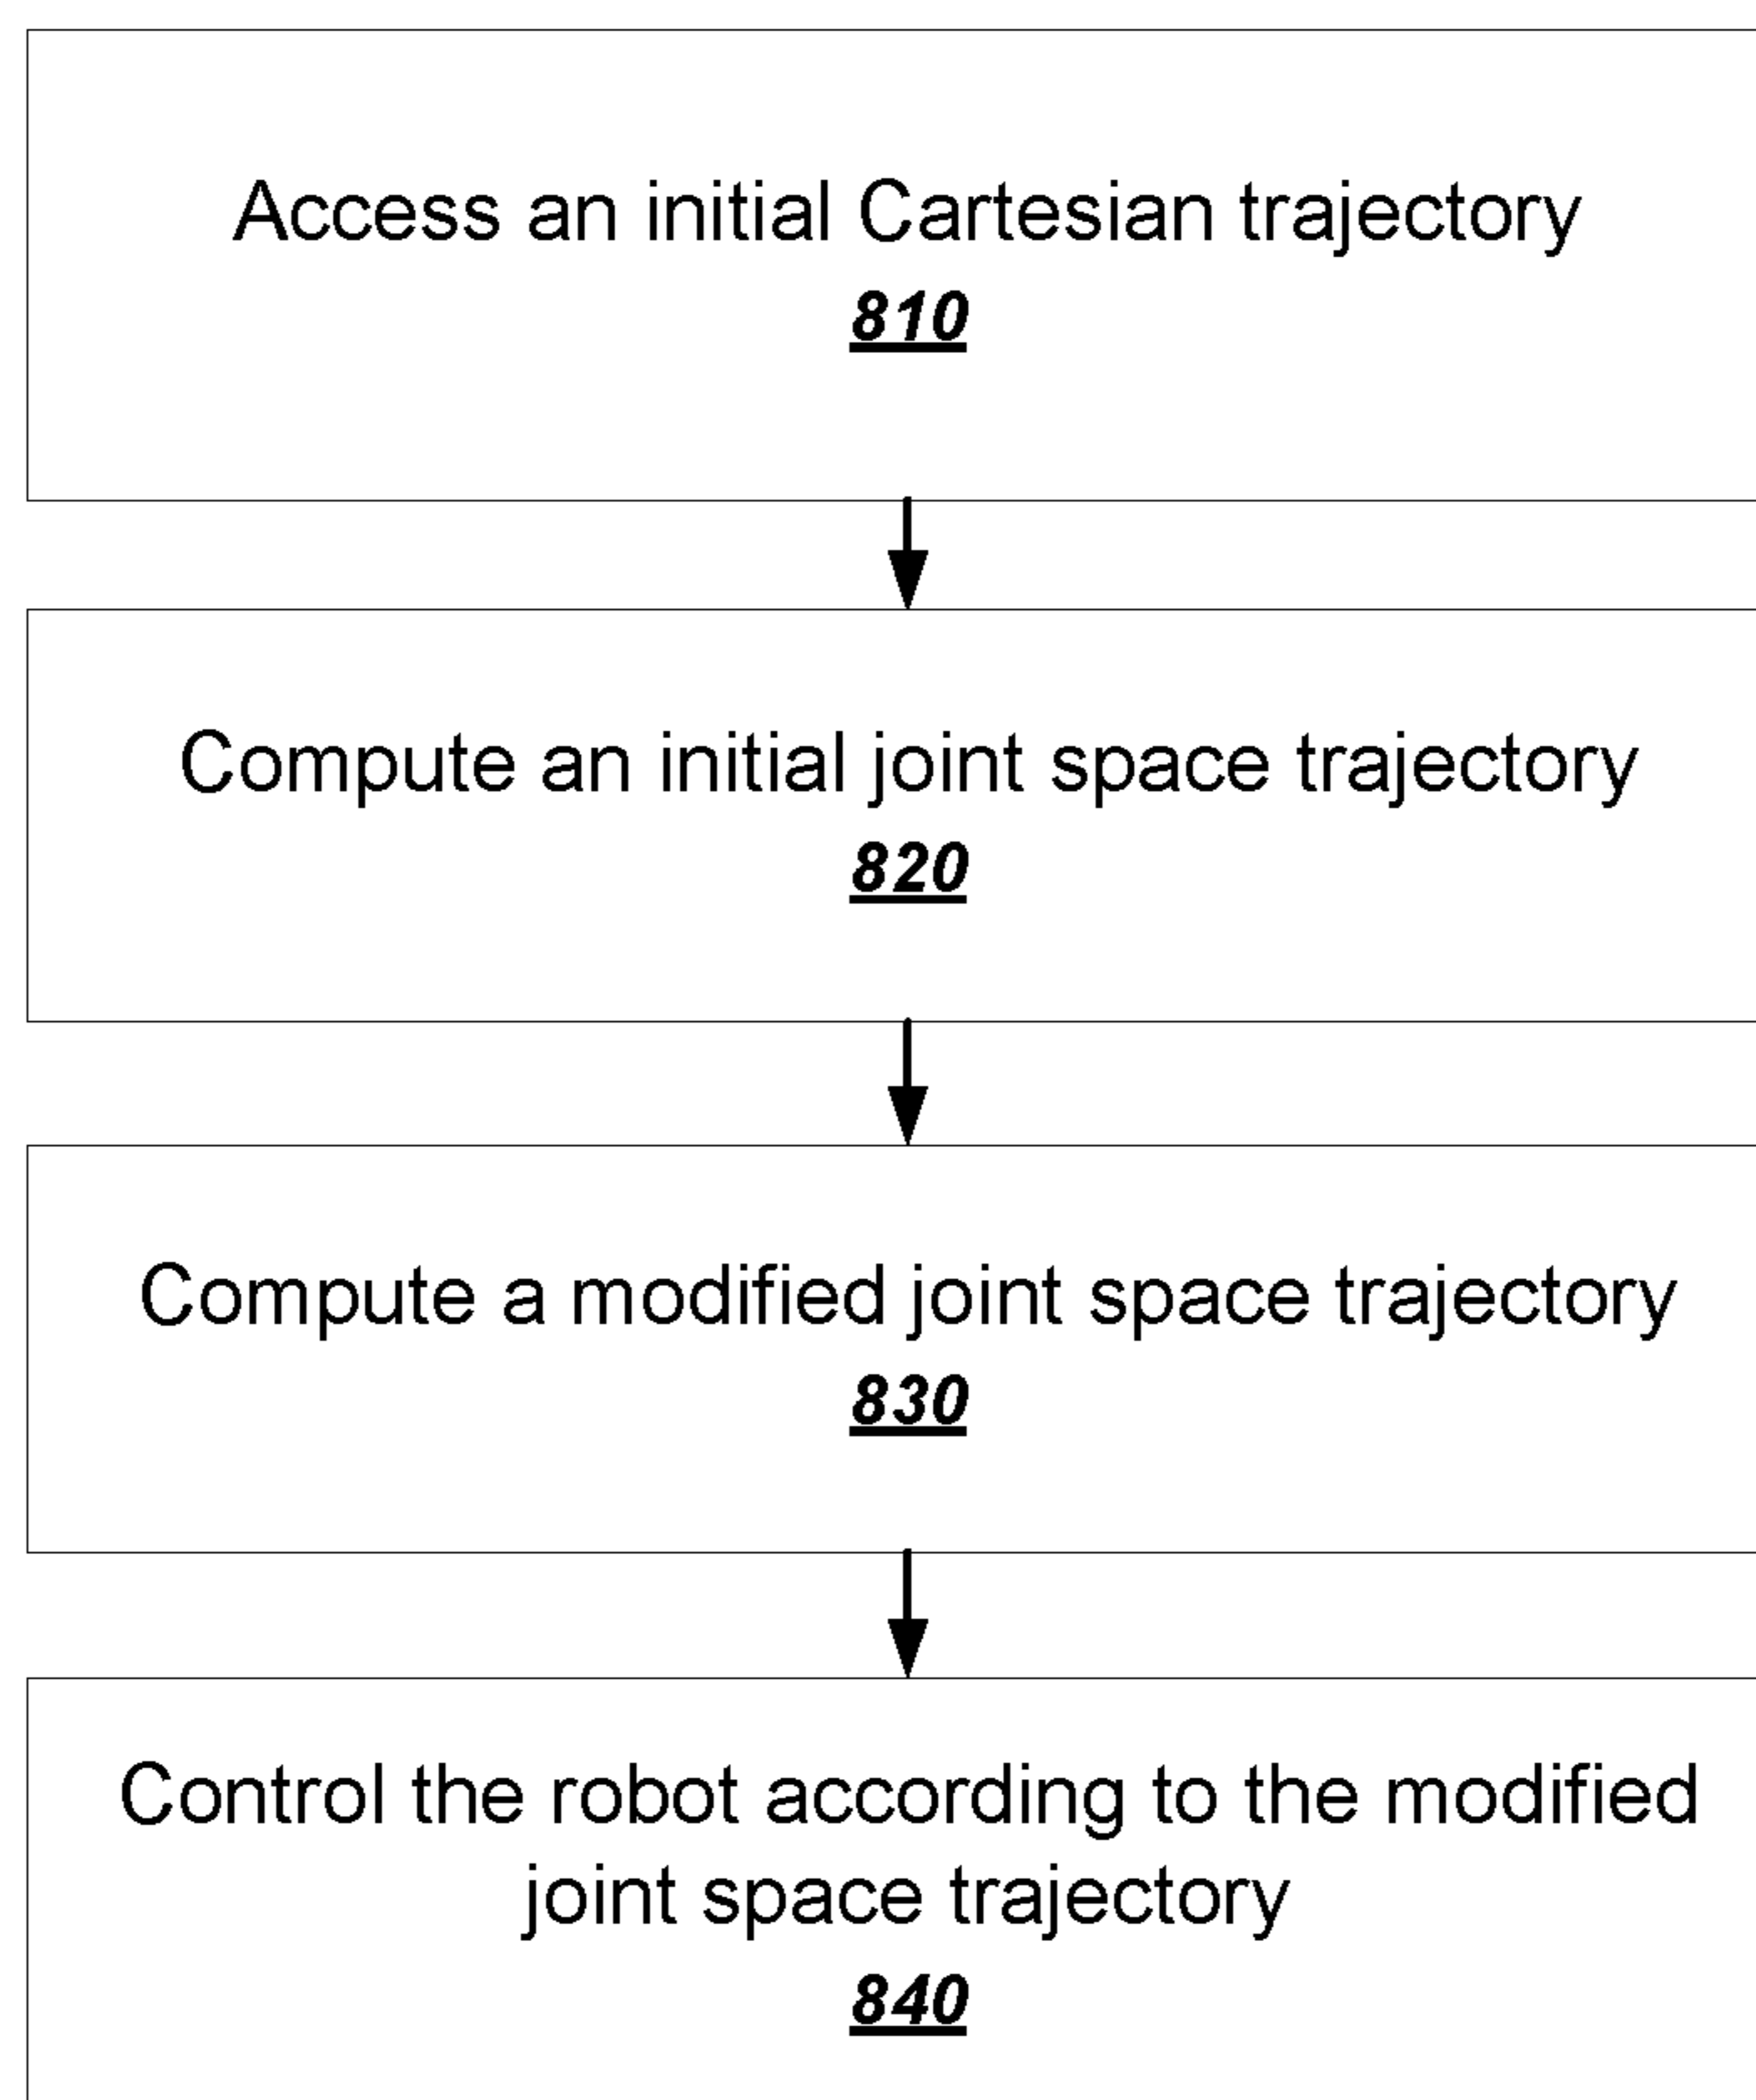 Access an initial Cartesian trajectory
810
Compute an initial joint space trajectory
820
Compute a modified joint space trajectory
830
Control the robot according to the modified
joint space trajectory
840